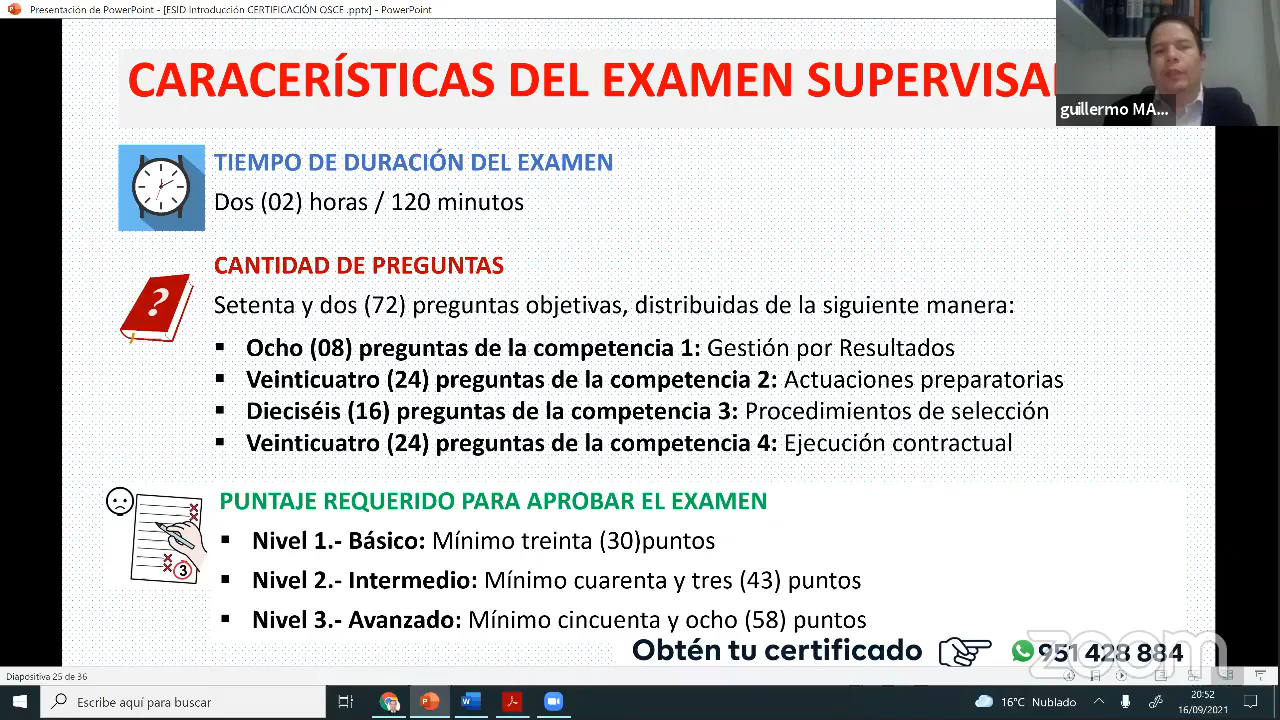 Presentación de PowerPoint - [ESID Introducción CERTIFICACIÓN OSCE .pptx] - PowerPoint
CARACERÍSTICAS DEL EXAMEN SUPERVISA
guillermo MA...
TIEMPO DE DURACIÓN DEL EXAMEN
Dos (02) horas / 120 minutos
CANTIDAD DE PREGUNTAS
?
Setenta y dos (72) preguntas objetivas, distribuidas de la siguiente manera:
▪ Ocho (08) preguntas de la competencia 1: Gestión por Resultados
▪ Veinticuatro (24) preguntas de la competencia 2: Actuaciones preparatorias
▪ Dieciséis (16) preguntas de la competencia 3: Procedimientos de selección
▪ Veinticuatro (24) preguntas de la competencia 4: Ejecución contractual
PUNTAJE REQUERIDO PARA APROBAR EL EXAMEN
▪ Nivel 1.- Básico: Mínimo treinta (30)puntos
▪ Nivel 2.- Intermedio: Mínimo cuarenta y tres (43) puntos
3
▪ Nivel 3.- Avanzado: Mínimo cincuenta y ocho (58) puntos
Obtén tu certificado 951 428 884
zoom
Diapositiva 25 de 36
Escribe aquí para buscar
16°C Nublado
20:52
16/09/2021